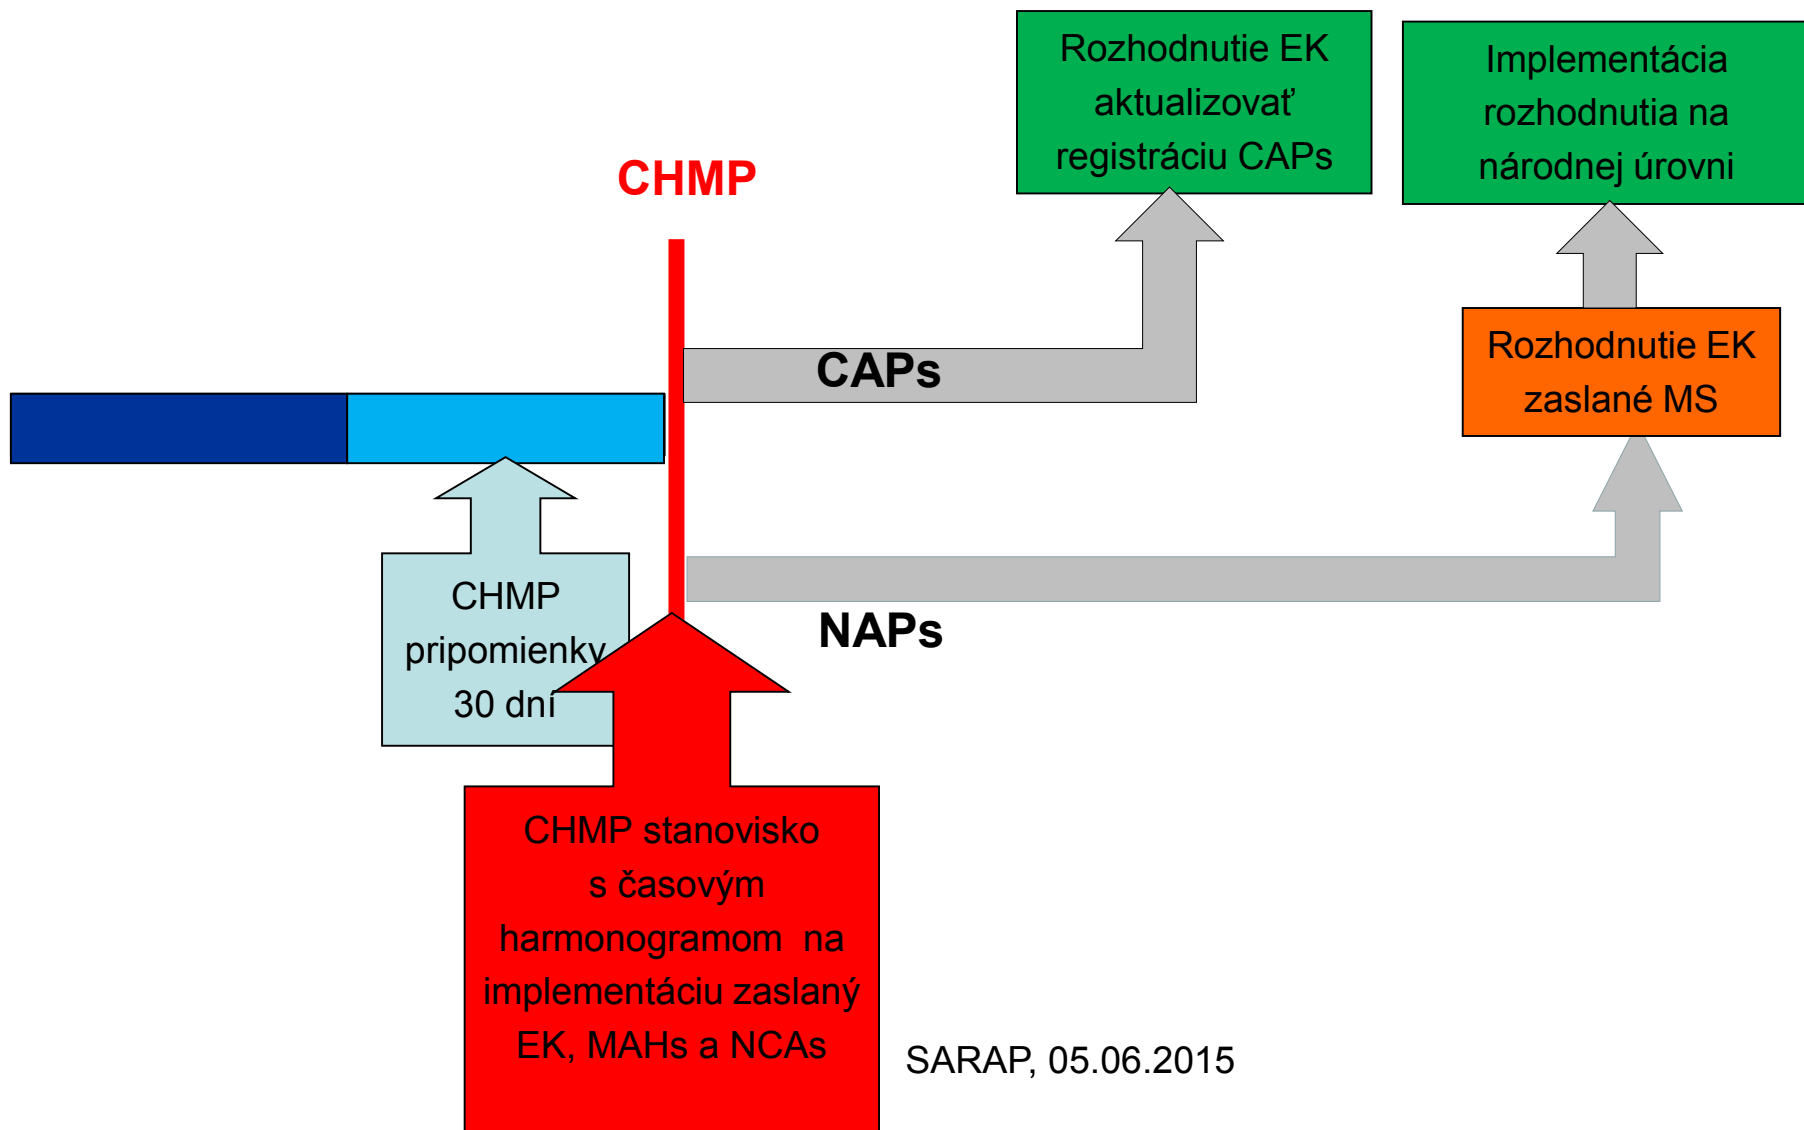 Rozhodnutie EK
aktualizovať
registráciu CAPs
Implementácia
rozhodnutia na
národnej úrovni
CHMP
CAPs
Rozhodnutie EK
zaslané MS
CHMP
pripomienky
30 dní
NAPs
CHMP stanovisko
s časovým
harmonogramom na
implementáciu zaslaný
EK, MAHs a NCAs
SARAP, 05.06.2015